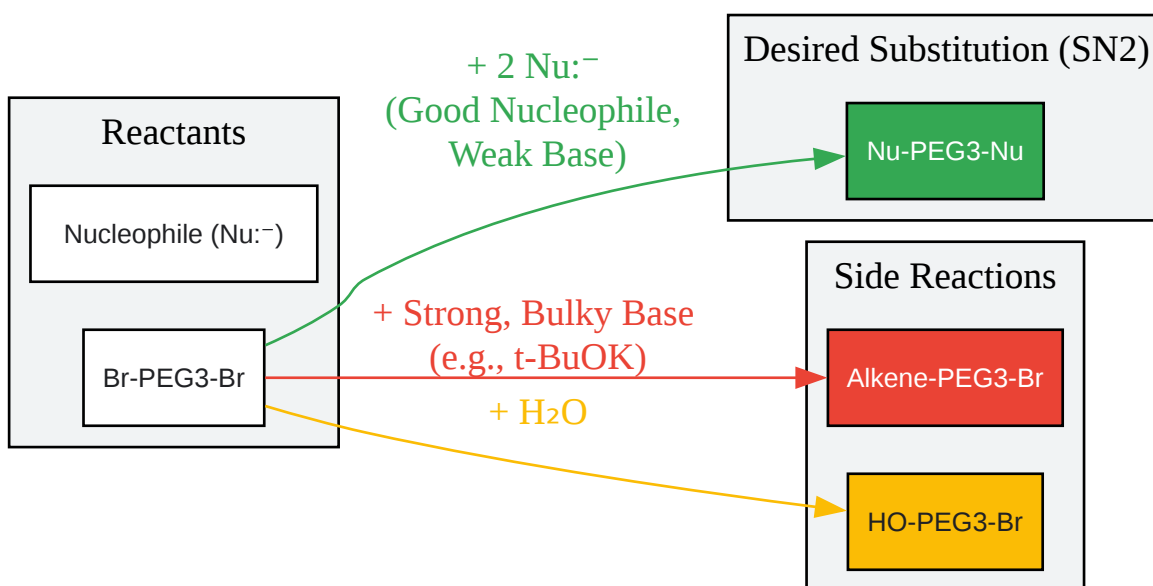 Reactants
Nucleophile (Nu:⁻)
Br-PEG3-Br
+ 2 Nu:⁻
(Good Nucleophile,
Weak Base)
+ Strong, Bulky Base
(e.g., t-BuOK)
+ H₂O
Desired Substitution (SN2)
Nu-PEG3-Nu
Side Reactions
Alkene-PEG3-Br
HO-PEG3-Br